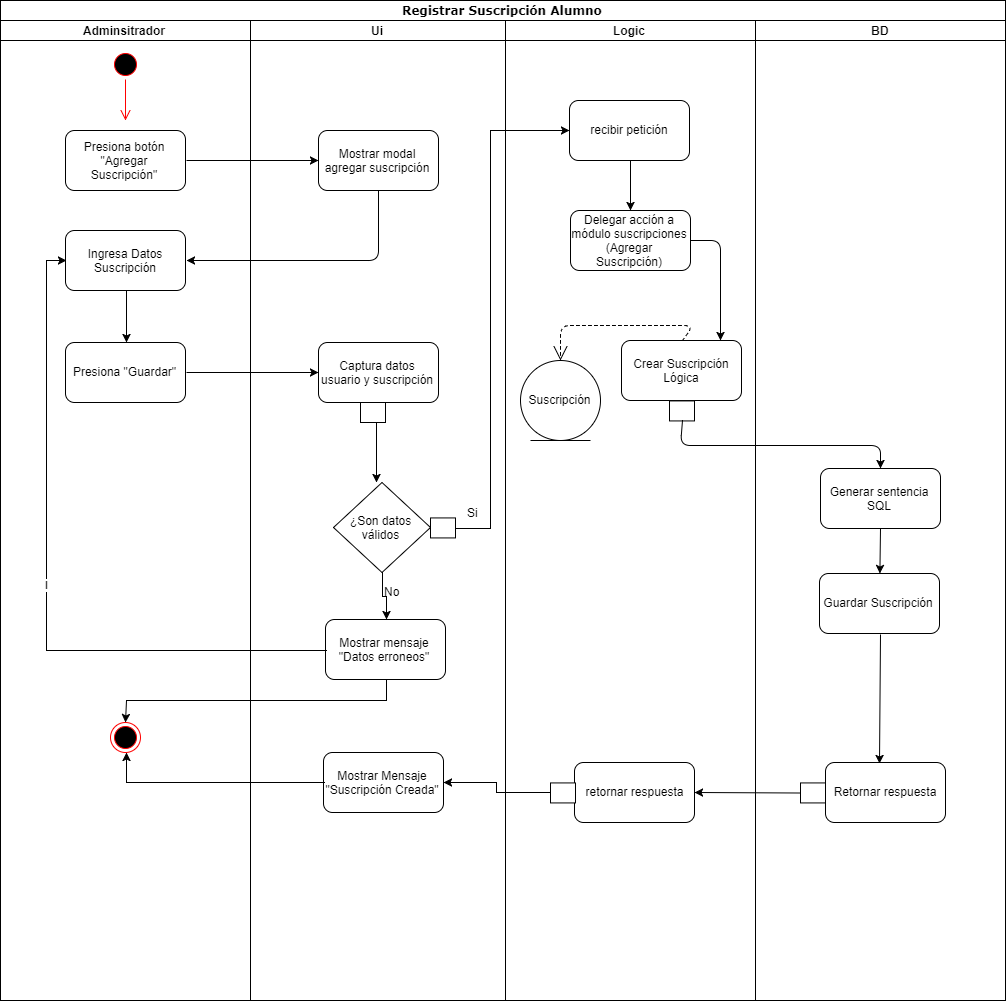 Registrar Suscripción Alumno
Adminsitrador
Ui
Logic
BD
Presiona botón
"Agregar
Suscripción"
Mostrar modal
agregar suscripción
recibir petición
Delegar acción a
módulo suscripciones
(Agregar
Suscripción)
Ingresa Datos
Suscripción
Presiona "Guardar"
Captura datos
usuario y suscripción
Suscripción
Crear Suscripción
Lógica
Generar sentencia
SQL
¿Son datos
válidos
Si
No
Guardar Suscripción
Mostrar mensaje
"Datos erroneos"
Mostrar Mensaje
"Suscripción Creada"
retornar respuesta
Retornar respuesta